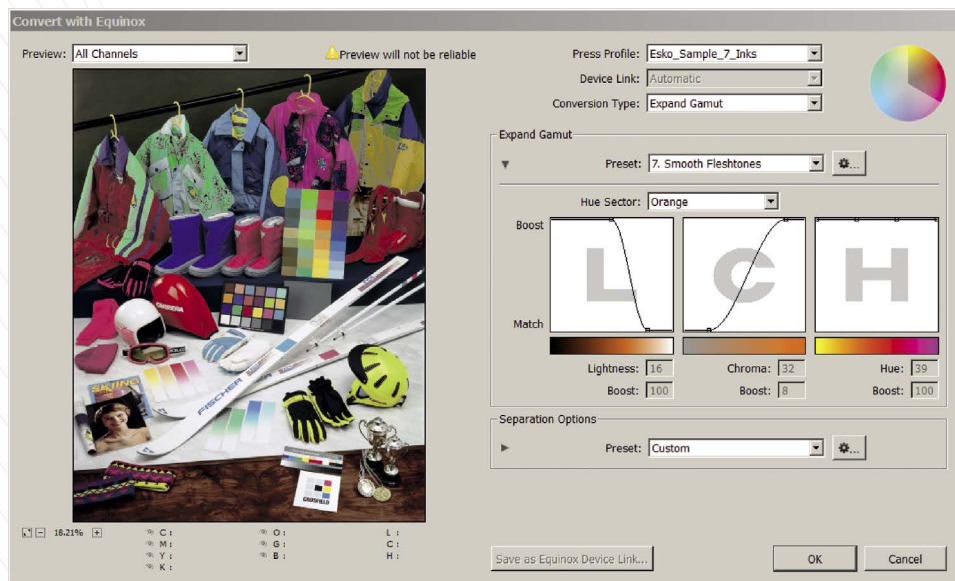 Convert with Equinox
Preview: All Channels
Preview will not be reliable
Press Profile: Esko_Sample_7_Inks
Device Link: Automatic
Conversion Type: Expand Gamut
Expand Gamut
Preset: 7. Smooth Fleshtones
Hue Sector: Orange
Boost
L
C
H
Match
Lightness: 16
Chroma: 32
Hue: 39
Boost: 100
Boost: 8
Boost: 100
Separation Options
Preset: Custom
CARRERA
SKIING
FISCHER
CROSFIELD
16.21%
C :
O :
L :
M :
G :
C :
Y :
B :
H :
K :
Save as Equinox Device Link...
OK
Cancel